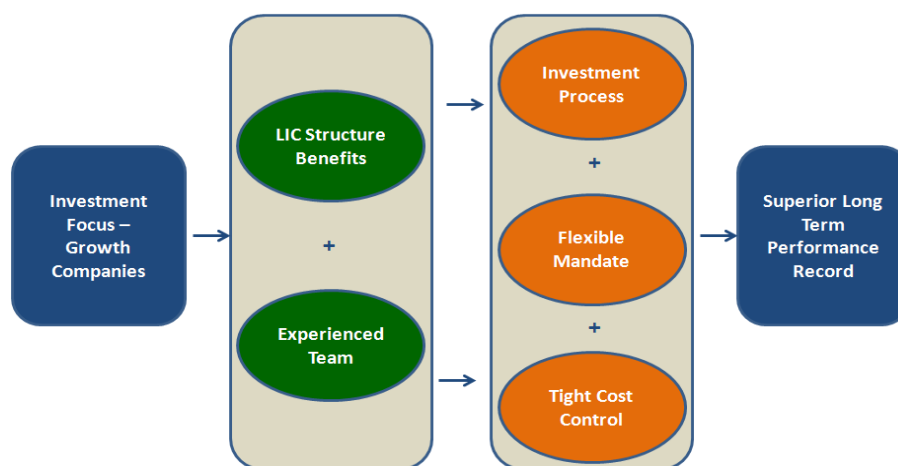 Investment
Focus –
Growth
Companies
LIC Structure
Benefits
+
Experienced
Team
Investment
Process
+
Flexible
Mandate
+
Tight Cost
Control
Superior Long
Term
Performance
Record